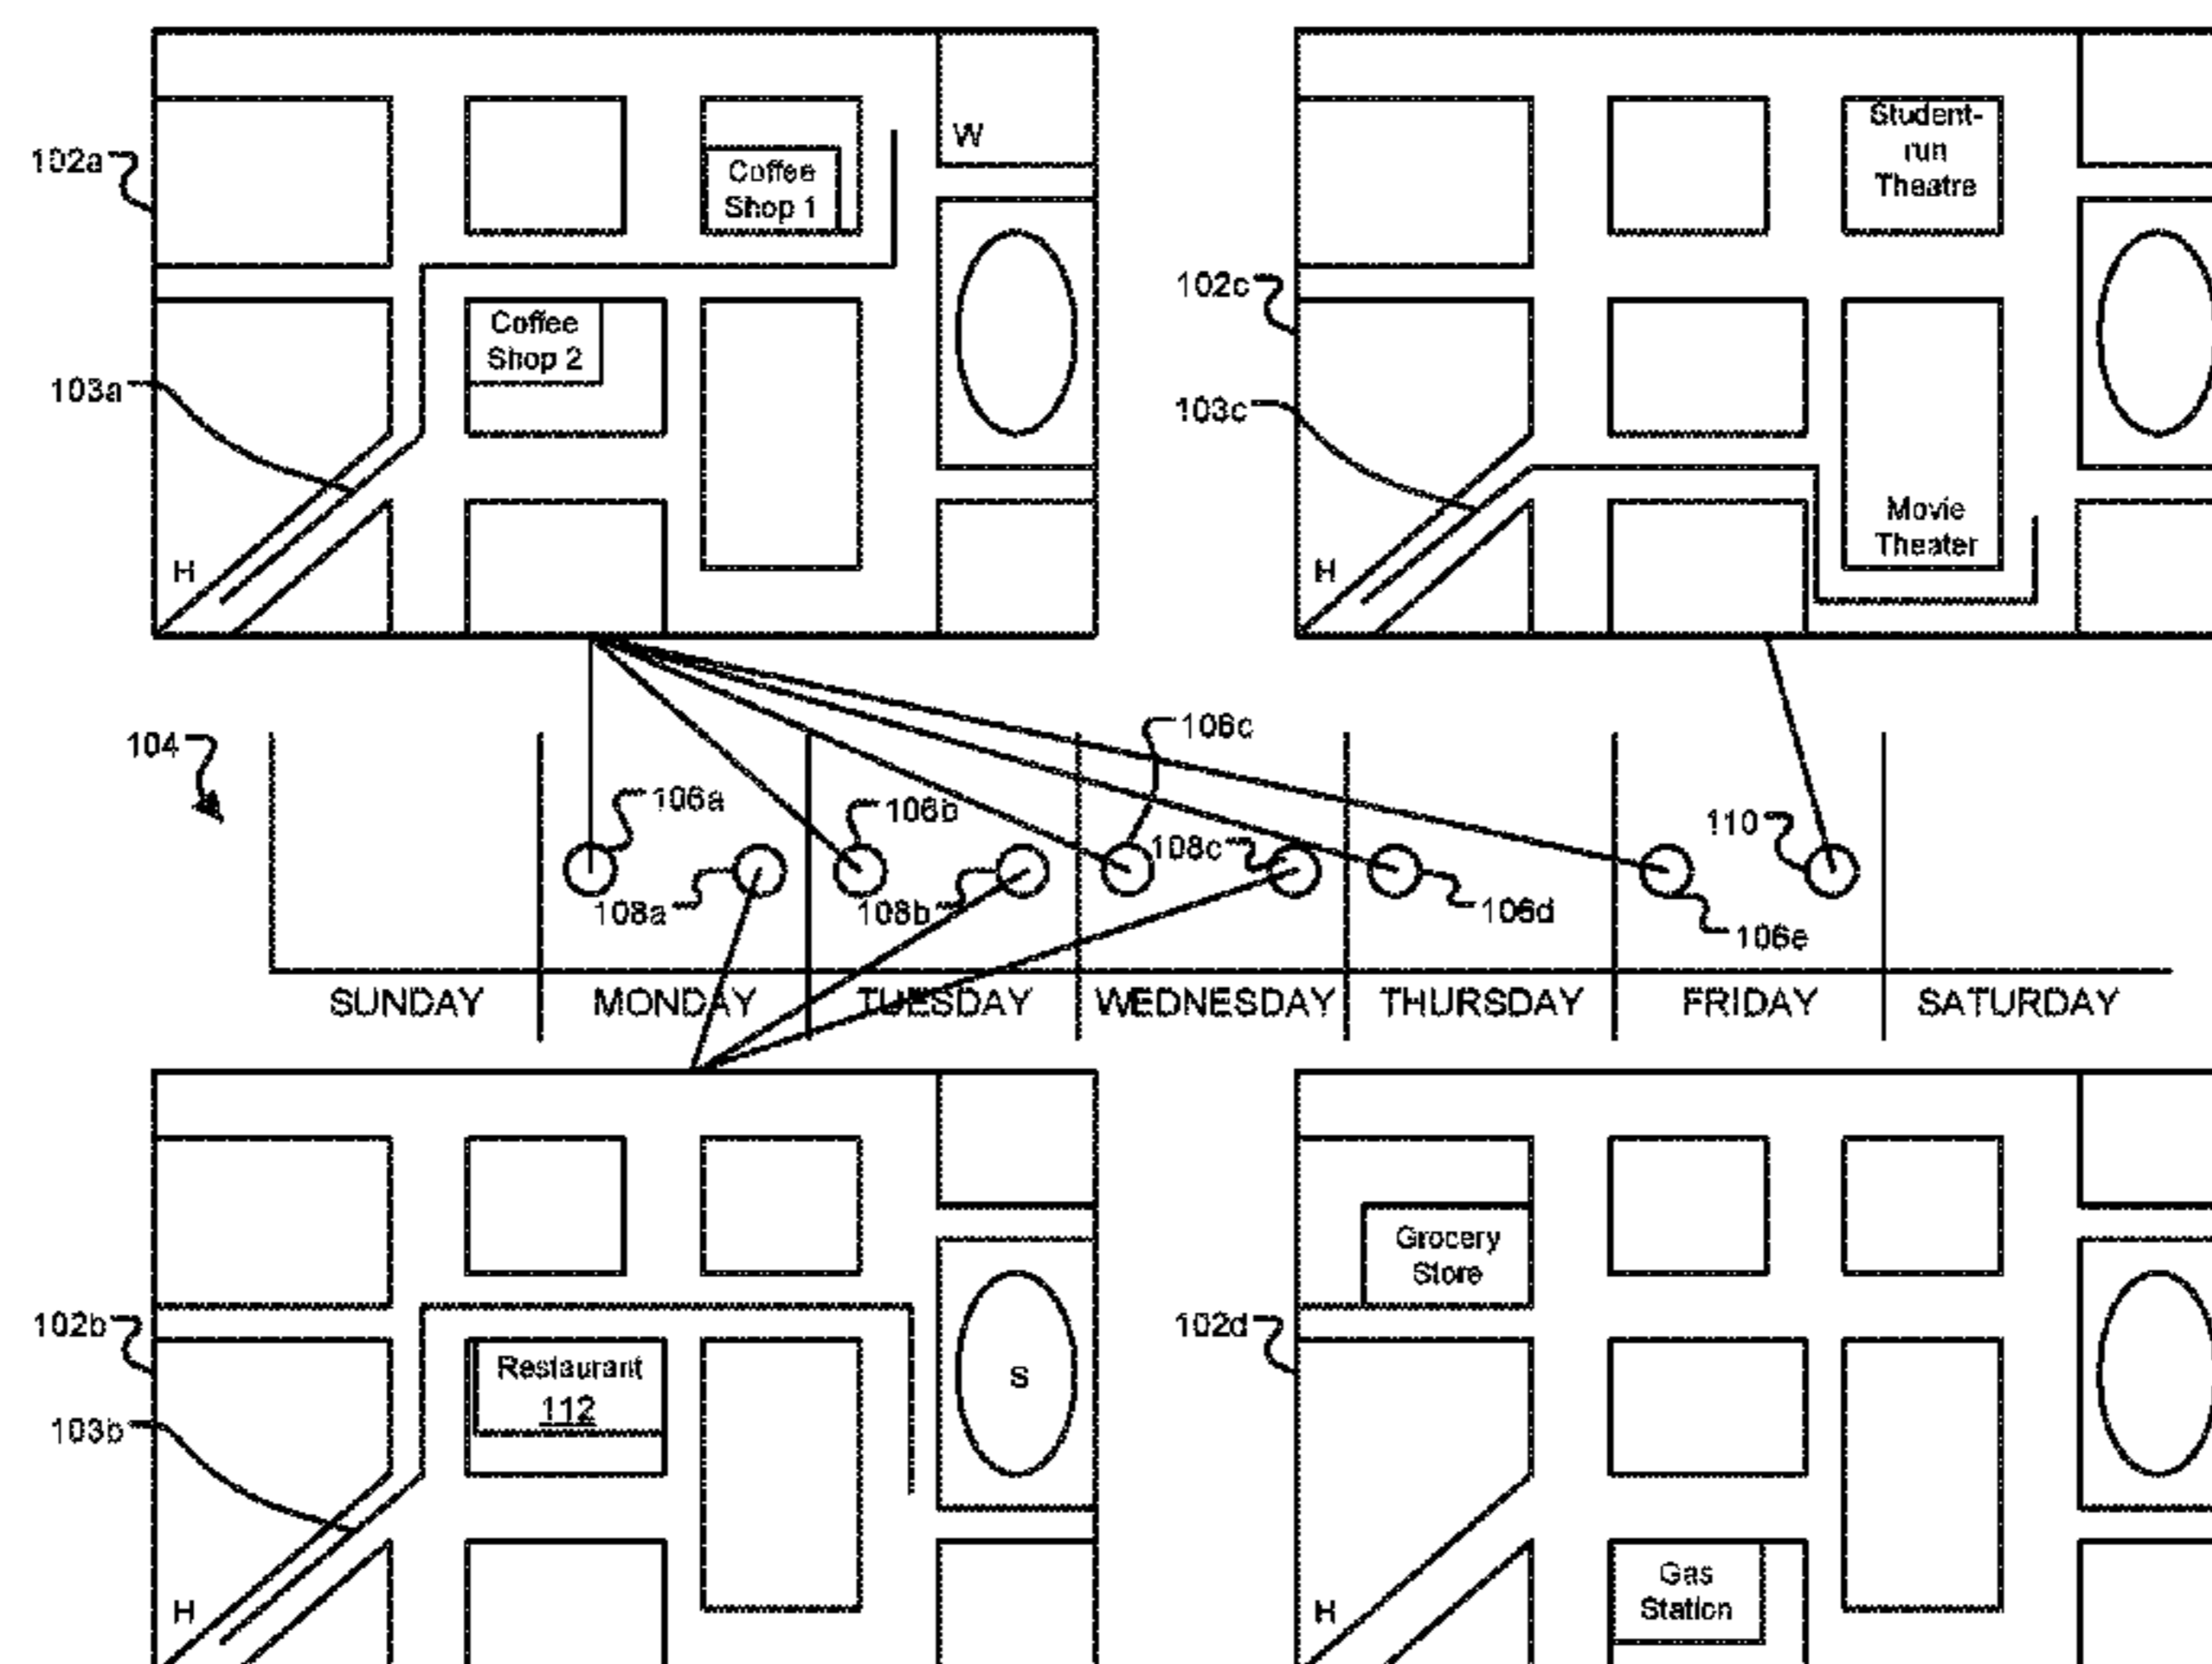 W
Student-
run
Theatre
102a
Coffee
Shop 1
102c
Coffee
Shop 2
103a
103c
Movie
Theater
H
H
106c
104
106a
106b
110
108c
108a
108b
106d
106e
SUNDAY
MONDAY
TUESDAY
WEDNESDAY
THURSDAY
FRIDAY
SATURDAY
Grocery
Store
102b
102d
Restaurant
112
S
103b
Gas
Station
H
H